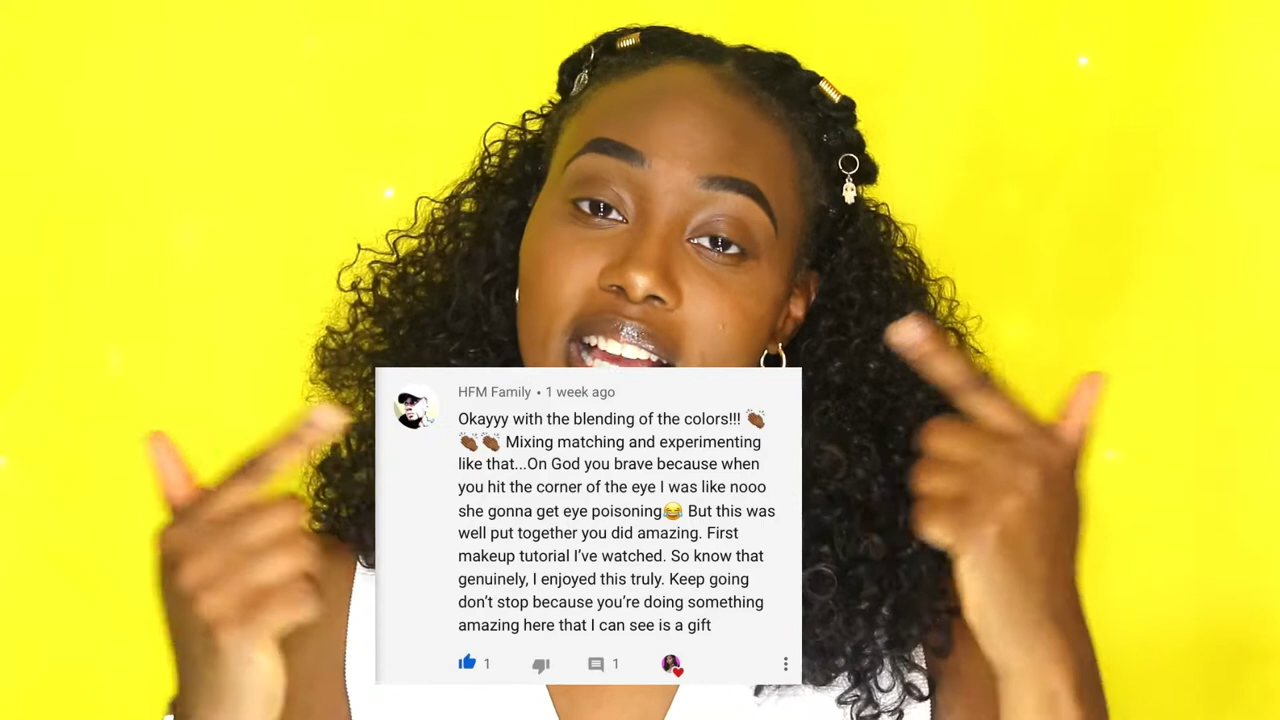 HFM Family • 1 week ago
Okayyy with the blending of the colors!!! 👏🏾
👏🏾👏🏾 Mixing matching and experimenting
like that...On God you brave because when
you hit the corner of the eye I was like nooo
she gonna get eye poisoning😂 But this was
well put together you did amazing. First
makeup tutorial I've watched. So know that
genuinely, I enjoyed this truly. Keep going
don't stop because you're doing something
amazing here that I can see is a gift
1 1